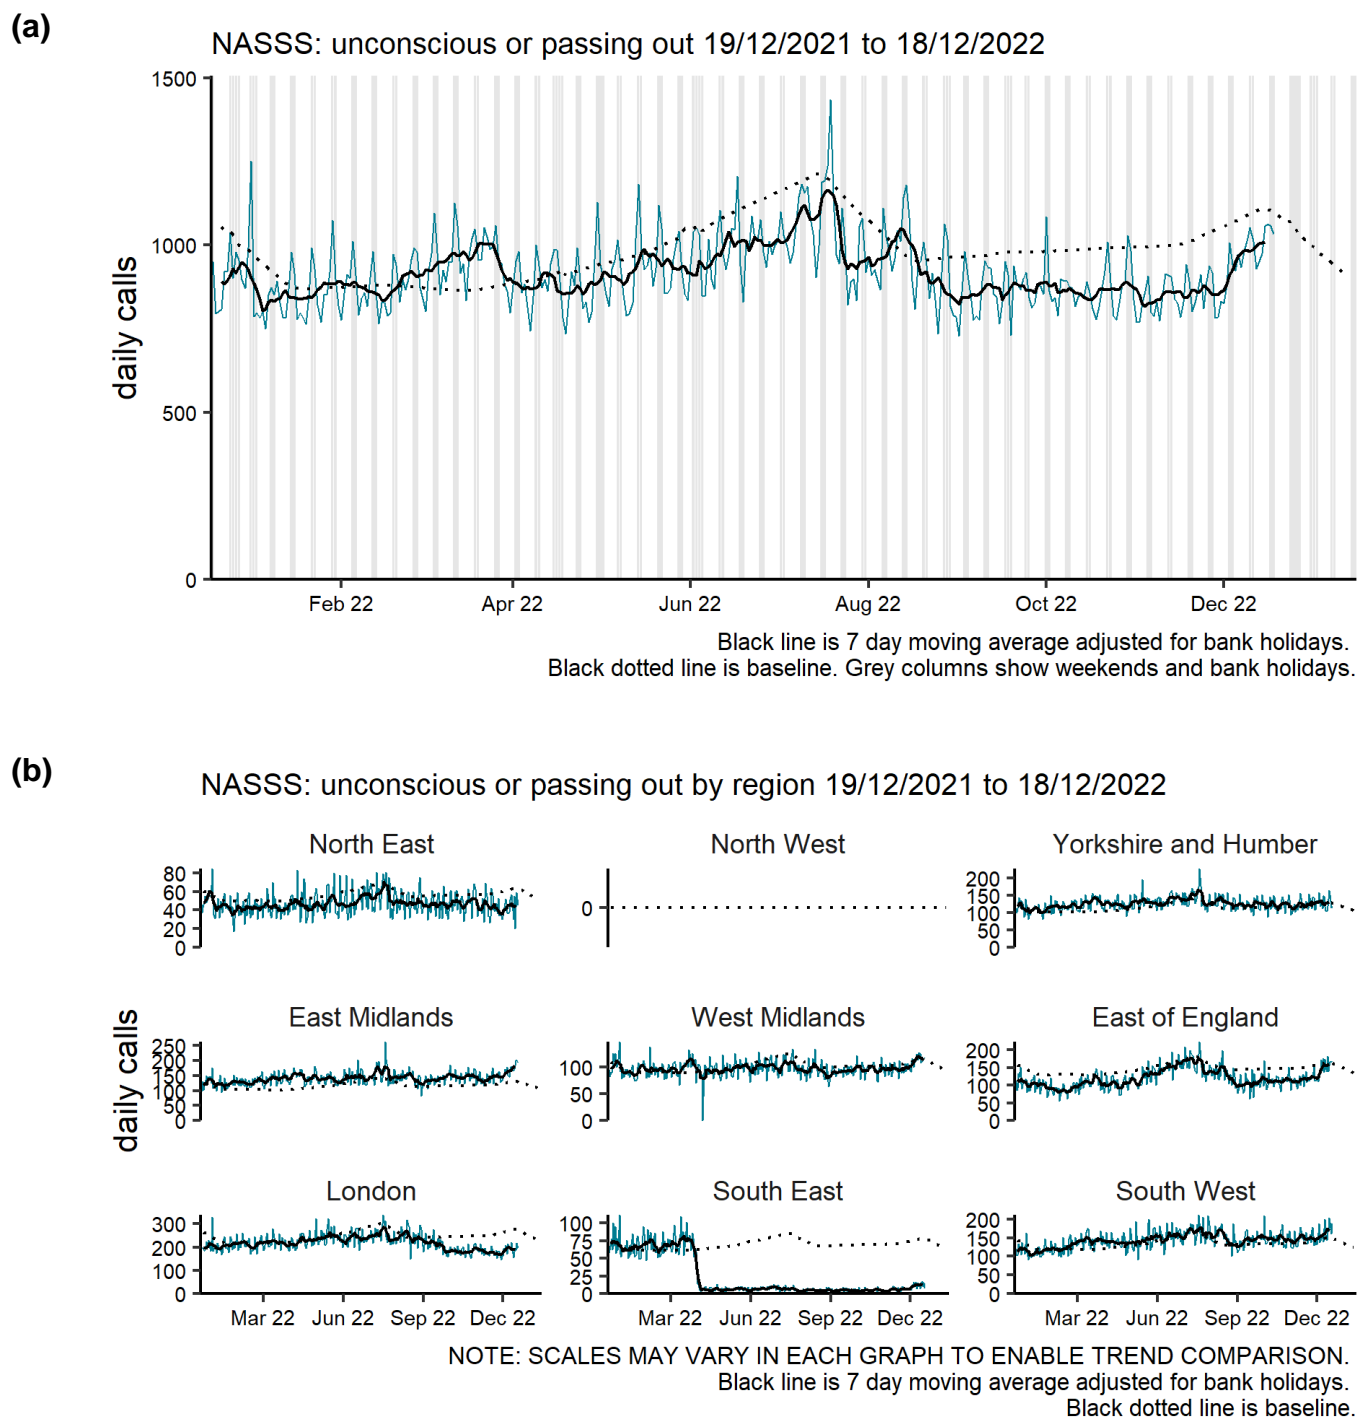 (a)
NASSS: unconscious or passing out 19/12/2021 to 18/12/2022
daily calls
1500
1000
500
0
Feb 22 Apr 22 Jun 22 Aug 22 Oct 22 Dec 22
Black line is 7 day moving average adjusted for bank holidays.
Black dotted line is baseline. Grey columns show weekends and bank holidays.
(b)
NASSS: unconscious or passing out by region 19/12/2021 to 18/12/2022
daily calls
North East
80
60
40
20
0
North West
0
Yorkshire and Humber
200
150
100
50
0
East Midlands
250
200
150
100
50
0
West Midlands
100
50
0
East of England
200
150
100
50
0
London
300
200
100
0
South East
100
75
50
25
0
South West
200
150
100
50
0
Mar 22 Jun 22 Sep 22 Dec 22
Mar 22 Jun 22 Sep 22 Dec 22
Mar 22 Jun 22 Sep 22 Dec 22
NOTE: SCALES MAY VARY IN EACH GRAPH TO ENABLE TREND COMPARISON.
Black line is 7 day moving average adjusted for bank holidays.
Black dotted line is baseline.